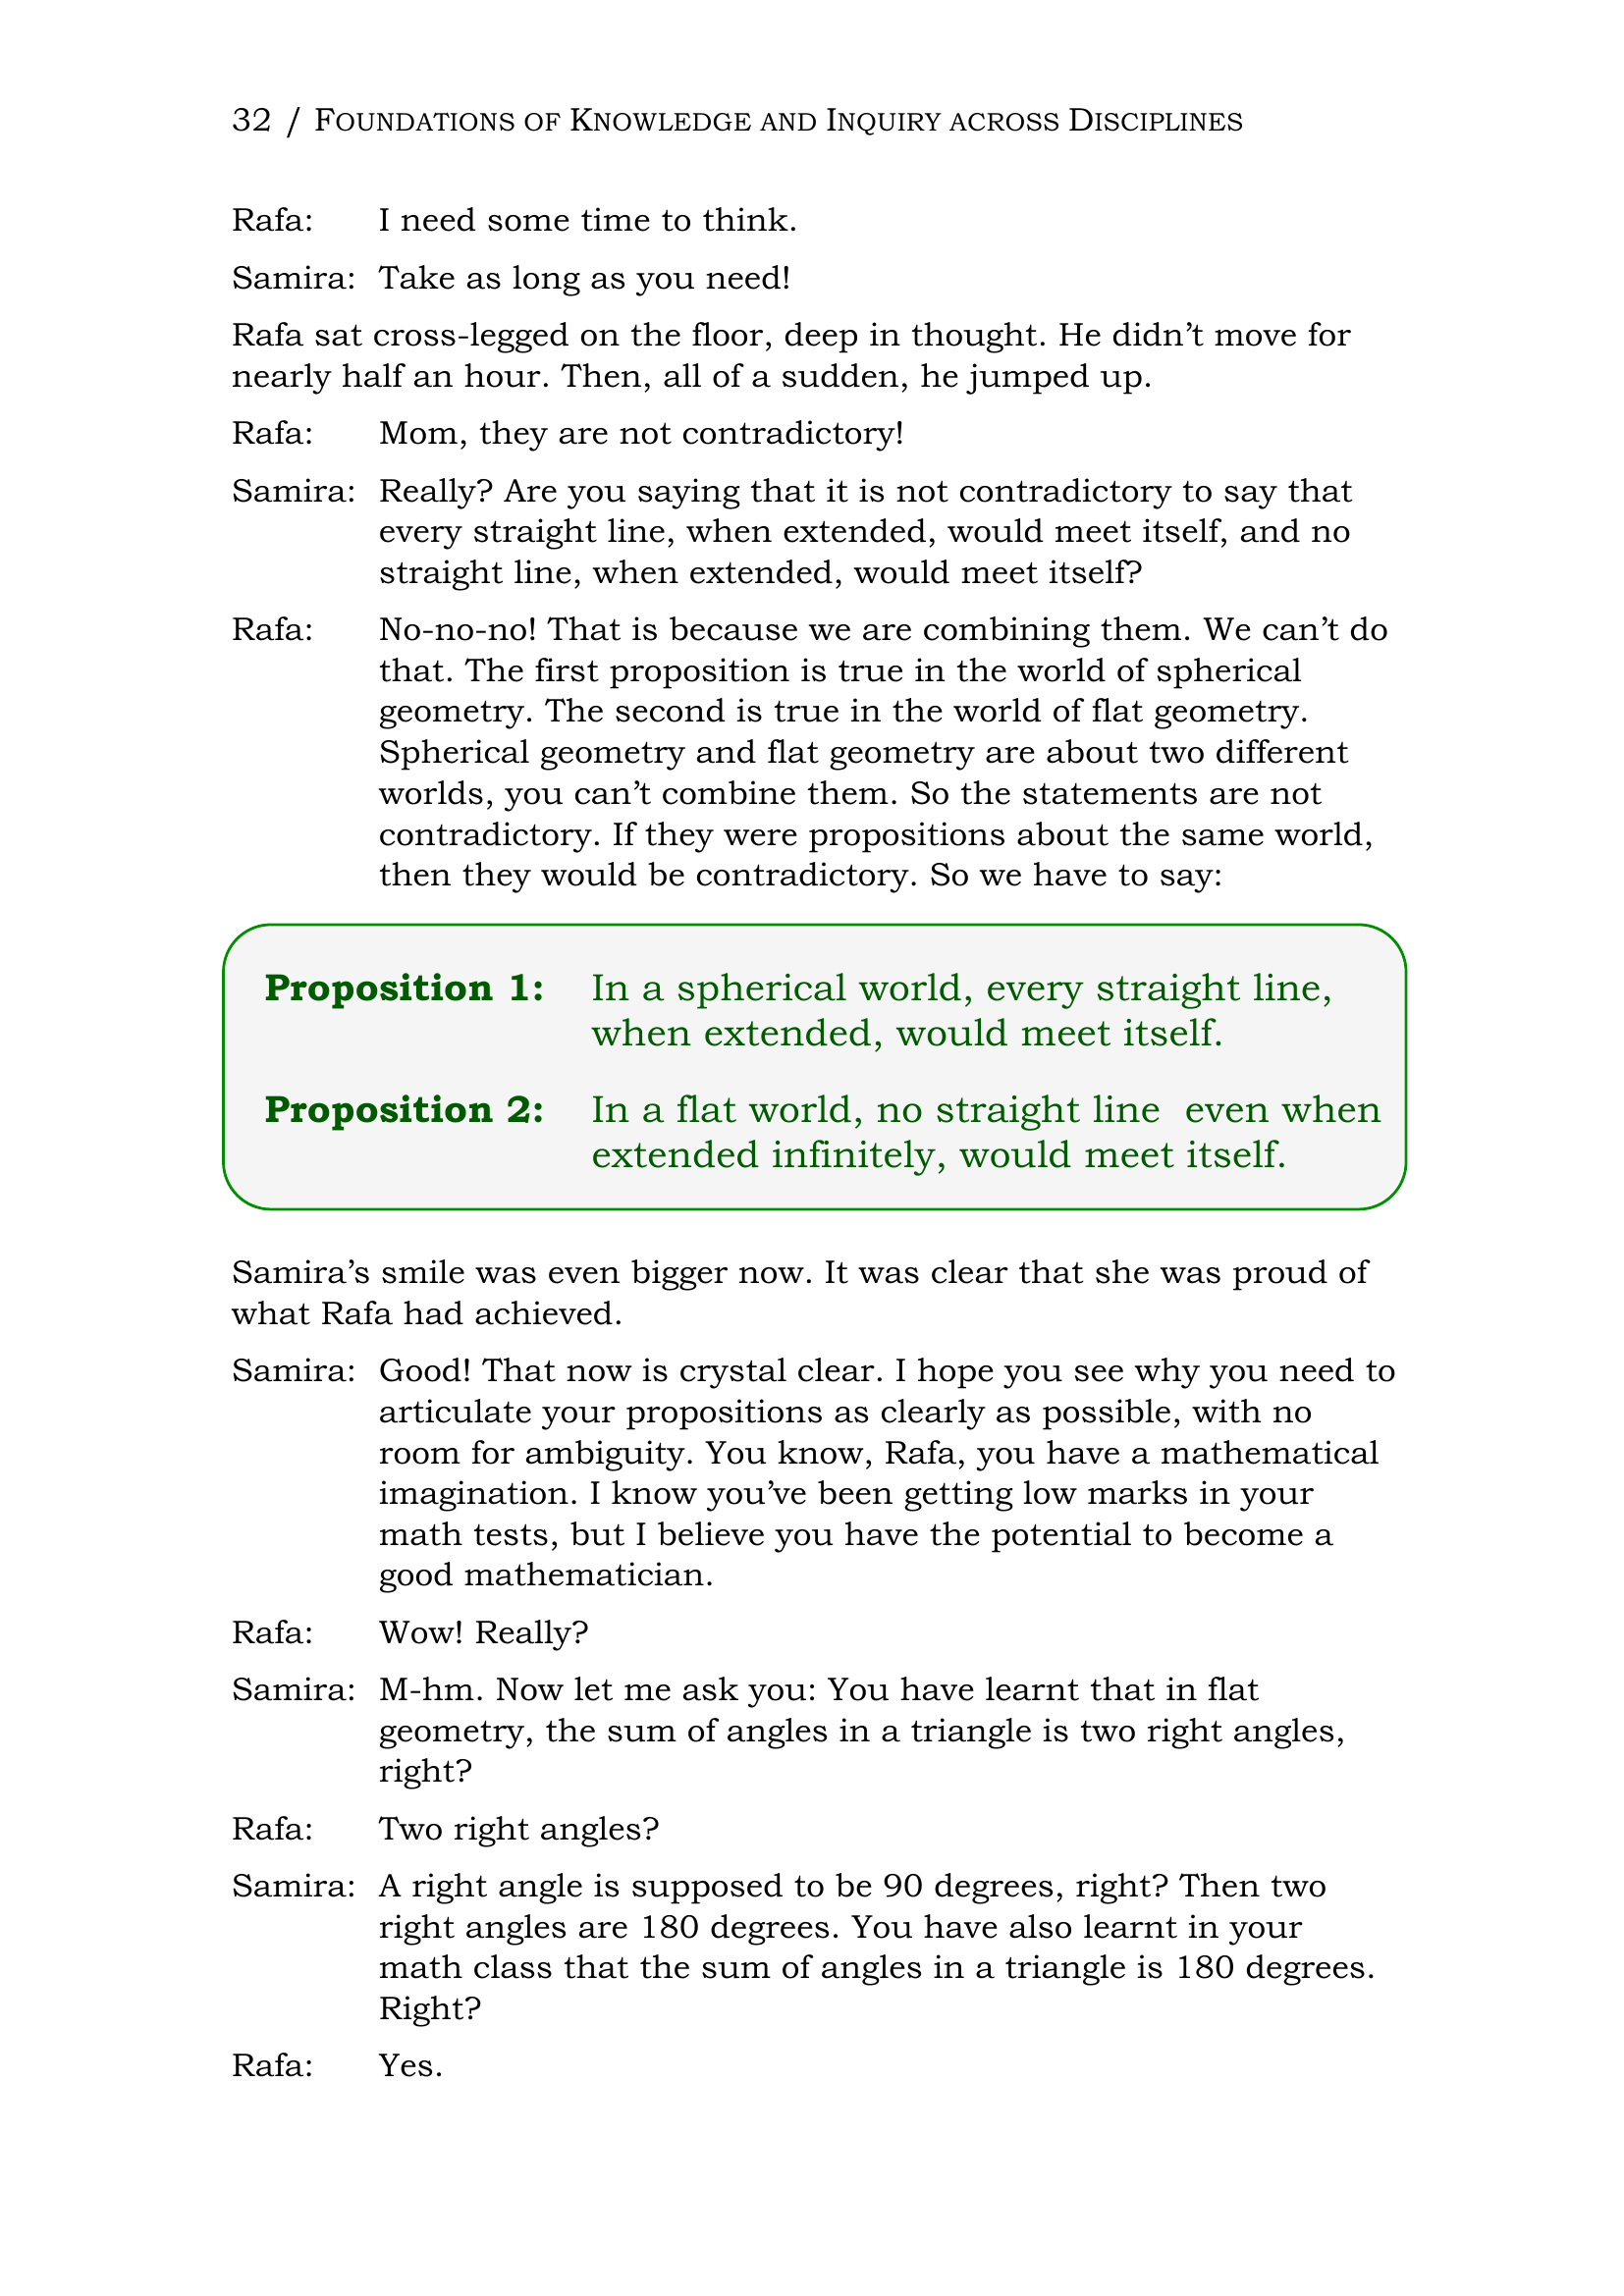 32 / FOUNDATIONS OF KNOWLEDGE AND INQUIRY ACROSS DISCIPLINES
Rafa: I need some time to think.
Samira: Take as long as you need!
Rafa sat cross-legged on the floor, deep in thought. He didn’t move for
nearly half an hour. Then, all of a sudden, he jumped up.
Rafa: Mom, they are not contradictory!
Samira: Really? Are you saying that it is not contradictory to say that
every straight line, when extended, would meet itself, and no
straight line, when extended, would meet itself?
Rafa: No-no-no! That is because we are combining them. We can’t do
that. The first proposition is true in the world of spherical
geometry. The second is true in the world of flat geometry.
Spherical geometry and flat geometry are about two different
worlds, you can’t combine them. So the statements are not
contradictory. If they were propositions about the same world,
then they would be contradictory. So we have to say:
Proposition 1: In a spherical world, every straight line,
when extended, would meet itself.
Proposition 2: In a flat world, no straight line  even when
extended infinitely, would meet itself.
Samira’s smile was even bigger now. It was clear that she was proud of
what Rafa had achieved.
Samira: Good! That now is crystal clear. I hope you see why you need to
articulate your propositions as clearly as possible, with no
room for ambiguity. You know, Rafa, you have a mathematical
imagination. I know you’ve been getting low marks in your
math tests, but I believe you have the potential to become a
good mathematician.
Rafa: Wow! Really?
Samira: M-hm. Now let me ask you: You have learnt that in flat
geometry, the sum of angles in a triangle is two right angles,
right?
Rafa: Two right angles?
Samira: A right angle is supposed to be 90 degrees, right? Then two
right angles are 180 degrees. You have also learnt in your
math class that the sum of angles in a triangle is 180 degrees.
Right?
Rafa: Yes.